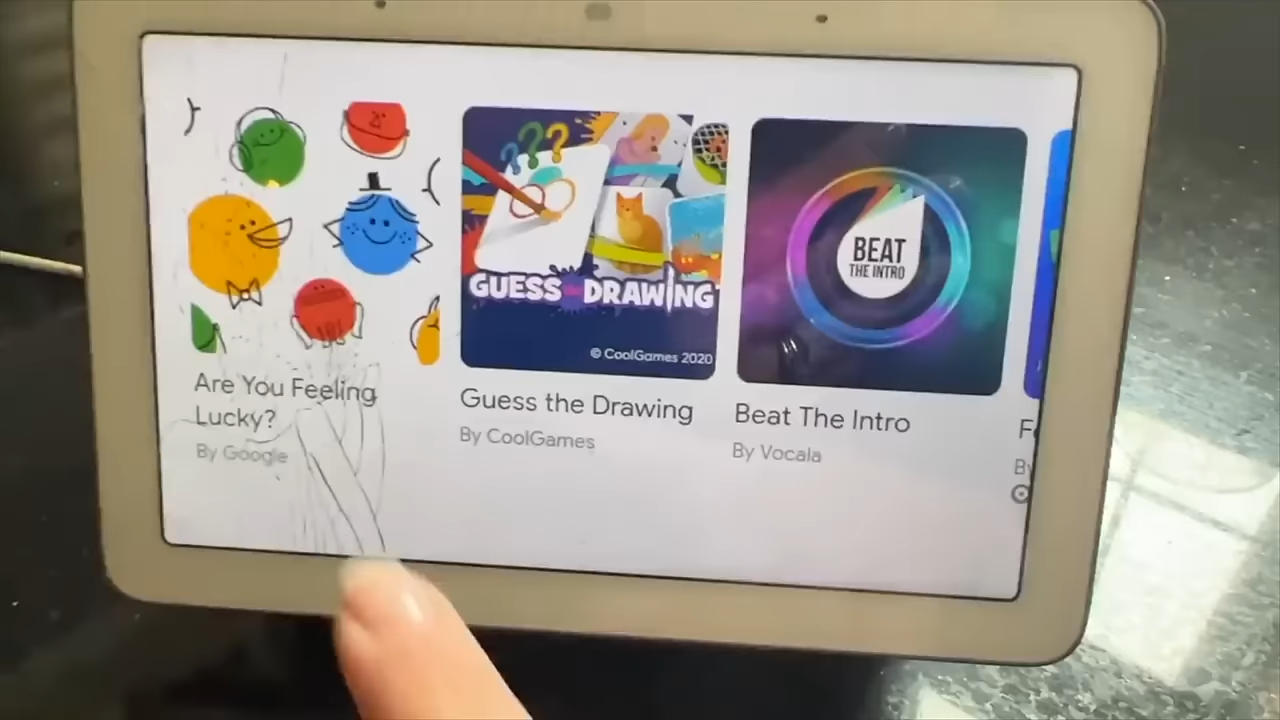 ???
GUESS THE DRAWING
© CoolGames 2020
BEAT
THE INTRO
Are You Feeling
Lucky?
By Google
Guess the Drawing
By CoolGames
Beat The Intro
By Vocala